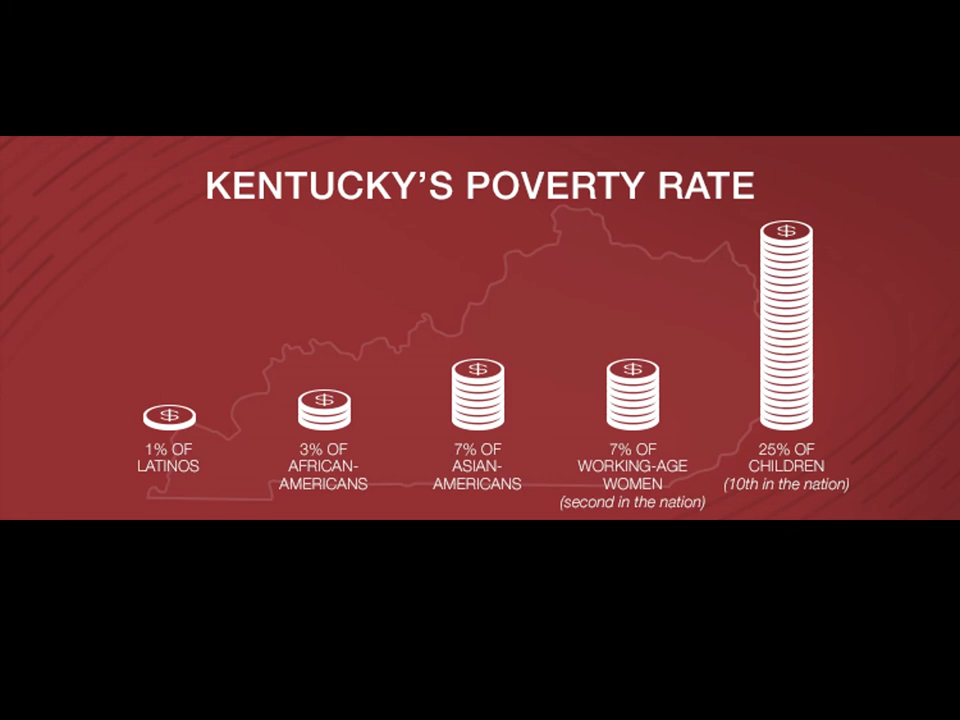 KENTUCKY'S POVERTY RATE
$
$
$
$
$
1% OF
LATINOS
3% OF
AFRICAN-
AMERICANS
7% OF
ASIAN-
AMERICANS
7% OF
WORKING-AGE
WOMEN
(second in the nation)
25% OF
CHILDREN
(10th in the nation)